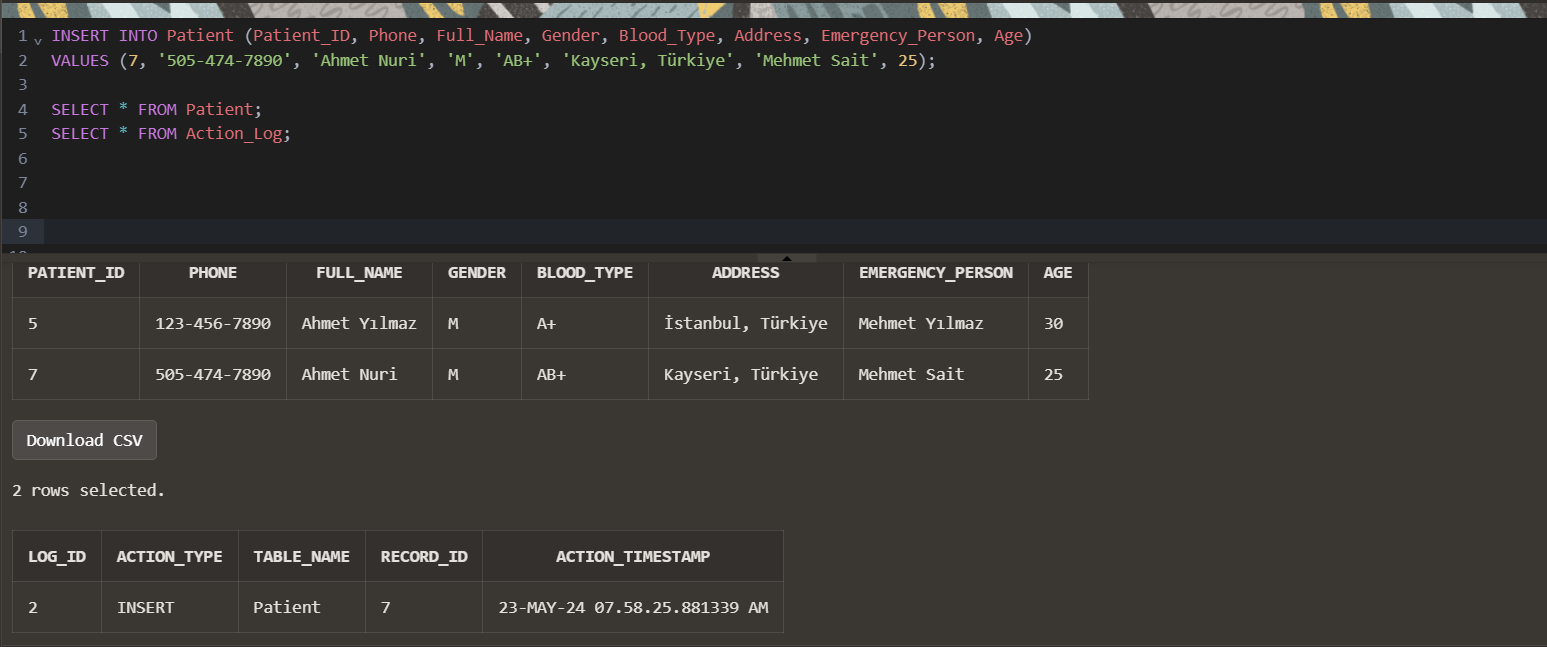 1 INSERT INTO Patient (Patient_ID, Phone, Full_Name, Gender, Blood_Type, Address, Emergency_Person, Age)
2 VALUES (7, '505-474-7890', 'Ahmet Nuri', 'M', 'AB+', 'Kayseri, Türkiye', 'Mehmet Sait', 25);
3
4 SELECT * FROM Patient;
5 SELECT * FROM Action_Log;
6
7
8
9
PATIENT_ID PHONE FULL_NAME GENDER BLOOD_TYPE ADDRESS EMERGENCY_PERSON AGE
5 123-456-7890 Ahmet Yılmaz M A+ İstanbul, Türkiye Mehmet Yılmaz 30
7 505-474-7890 Ahmet Nuri M AB+ Kayseri, Türkiye Mehmet Sait 25
Download CSV
2 rows selected.
LOG_ID ACTION_TYPE TABLE_NAME RECORD_ID ACTION_TIMESTAMP
2 INSERT Patient 7 23-MAY-24 07.58.25.881339 AM